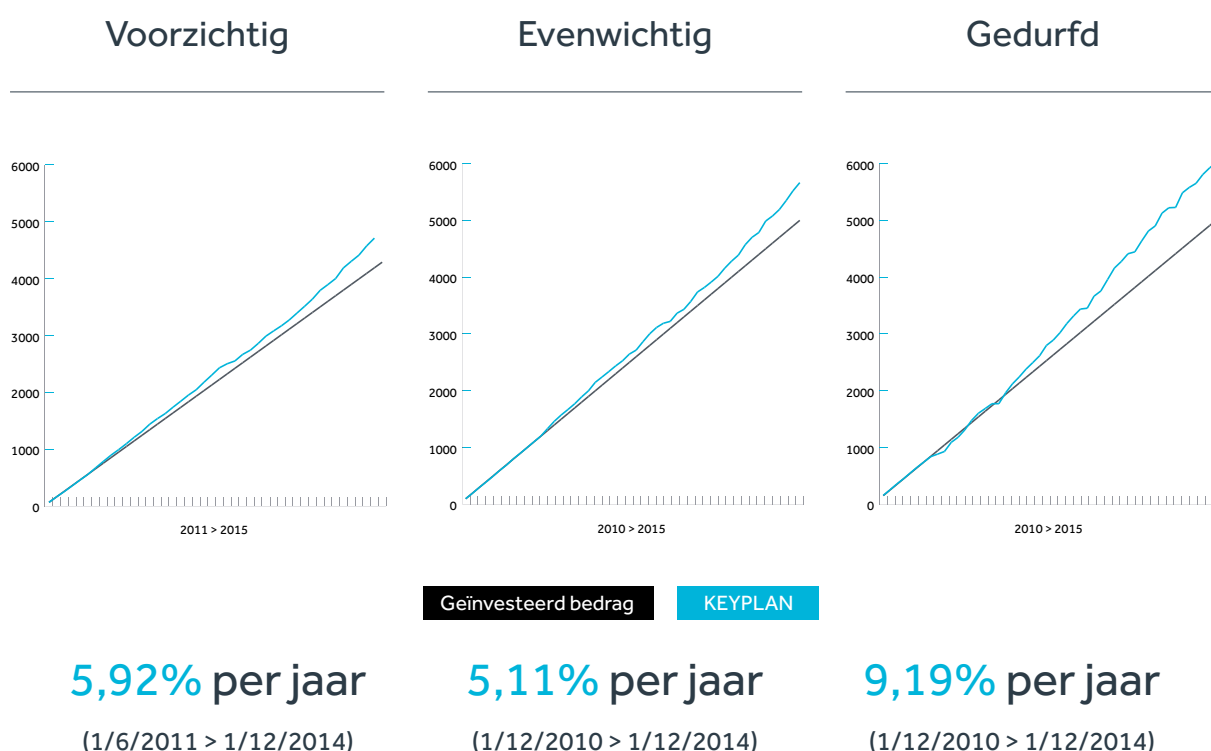 Voorzichtig
Evenwichtig
Gedurfd
6000
5000
4000
3000
2000
1000
0
2011 > 2015
6000
5000
4000
3000
2000
1000
0
2010 > 2015
6000
5000
4000
3000
2000
1000
0
2010 > 2015
Geïnvesteerd bedrag
KEYPLAN
5,92% per jaar
(1/6/2011 > 1/12/2014)
5,11% per jaar
(1/12/2010 > 1/12/2014)
9,19% per jaar
(1/12/2010 > 1/12/2014)